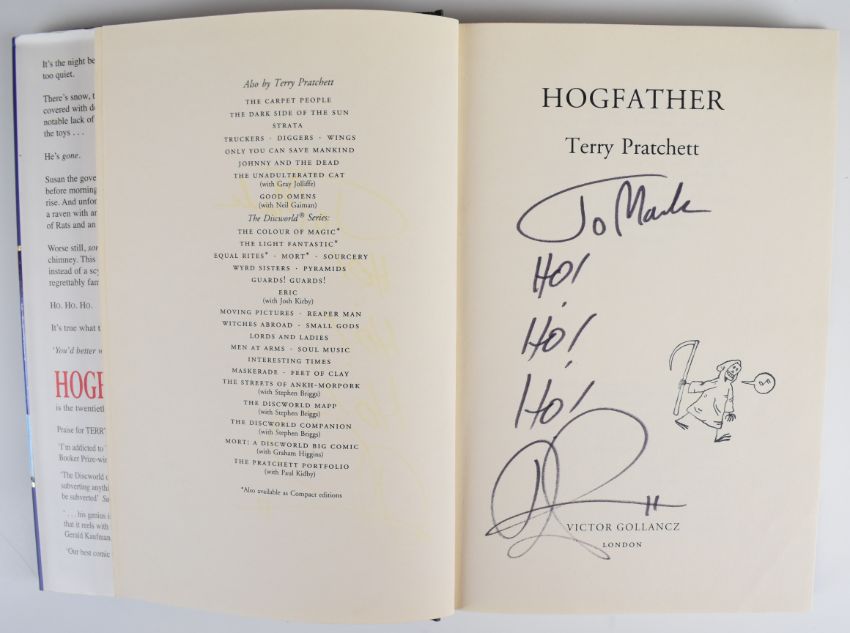 It's the night be
too quiet.
There's snow, t
covered with d
notable lack of
the toys . . .
He's gone.
Susan the gove
before morning
rise. And unfor
a raven with an
of Rats and an
Worse still, som
chimney. This
instead of a scy
regrettably fam
Ho. Ho. Ho.
It's true what t
'You'd better w
HOGF
is the twentieth
Praise for TERRY
'I'm addicted to
Booker Prize-win
'The Discworld
subverting anythi
be subverted' Su
'. . . his genius i
that it reels with
Gerald Kaufman
'Our best comic
Also by Terry Pratchett
THE CARPET PEOPLE
THE DARK SIDE OF THE SUN
STRATA
TRUCKERS · DIGGERS · WINGS
ONLY YOU CAN SAVE MANKIND
JOHNNY AND THE DEAD
THE UNADULTERATED CAT
(with Gray Jolliffe)
GOOD OMENS
(with Neil Gaiman)
The Discworld® Series:
THE COLOUR OF MAGIC*
THE LIGHT FANTASTIC*
EQUAL RITES* · MORT* · SOURCERY
WYRD SISTERS · PYRAMIDS
GUARDS! GUARDS!
ERIC
(with Josh Kirby)
MOVING PICTURES · REAPER MAN
WITCHES ABROAD · SMALL GODS
LORDS AND LADIES
MEN AT ARMS · SOUL MUSIC
INTERESTING TIMES
MASKERADE · FEET OF CLAY
THE STREETS OF ANKH-MORPORK
(with Stephen Briggs)
THE DISCWORLD MAPP
(with Stephen Briggs)
THE DISCWORLD COMPANION
(with Stephen Briggs)
MORT: A DISCWORLD BIG COMIC
(with Graham Higgins)
THE PRATCHETT PORTFOLIO
(with Paul Kidby)
*Also available as Compact editions
HOGFATHER
Terry Pratchett
To Mark
HO!
HO!
HO!
VICTOR GOLLANCZ
LONDON